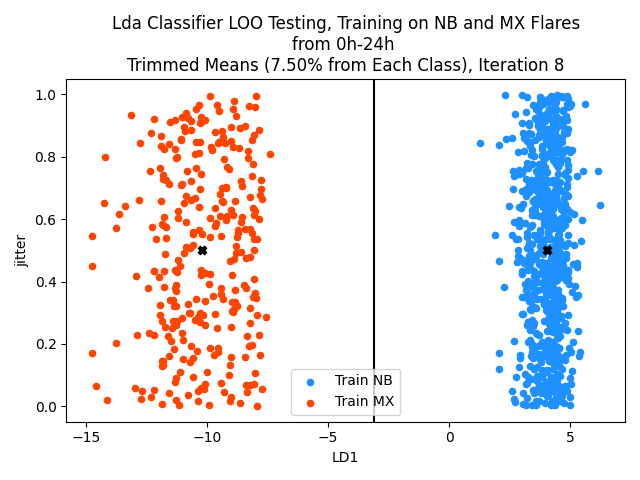 Lda Classifier LOO Testing, Training on NB and MX Flares
from 0h-24h
Trimmed Means (7.50% from Each Class), Iteration 8
1.0
0.8
0.6
0.4
0.2
0.0
jitter
Train NB
Train MX
−15
−10
−5
0
5
LD1